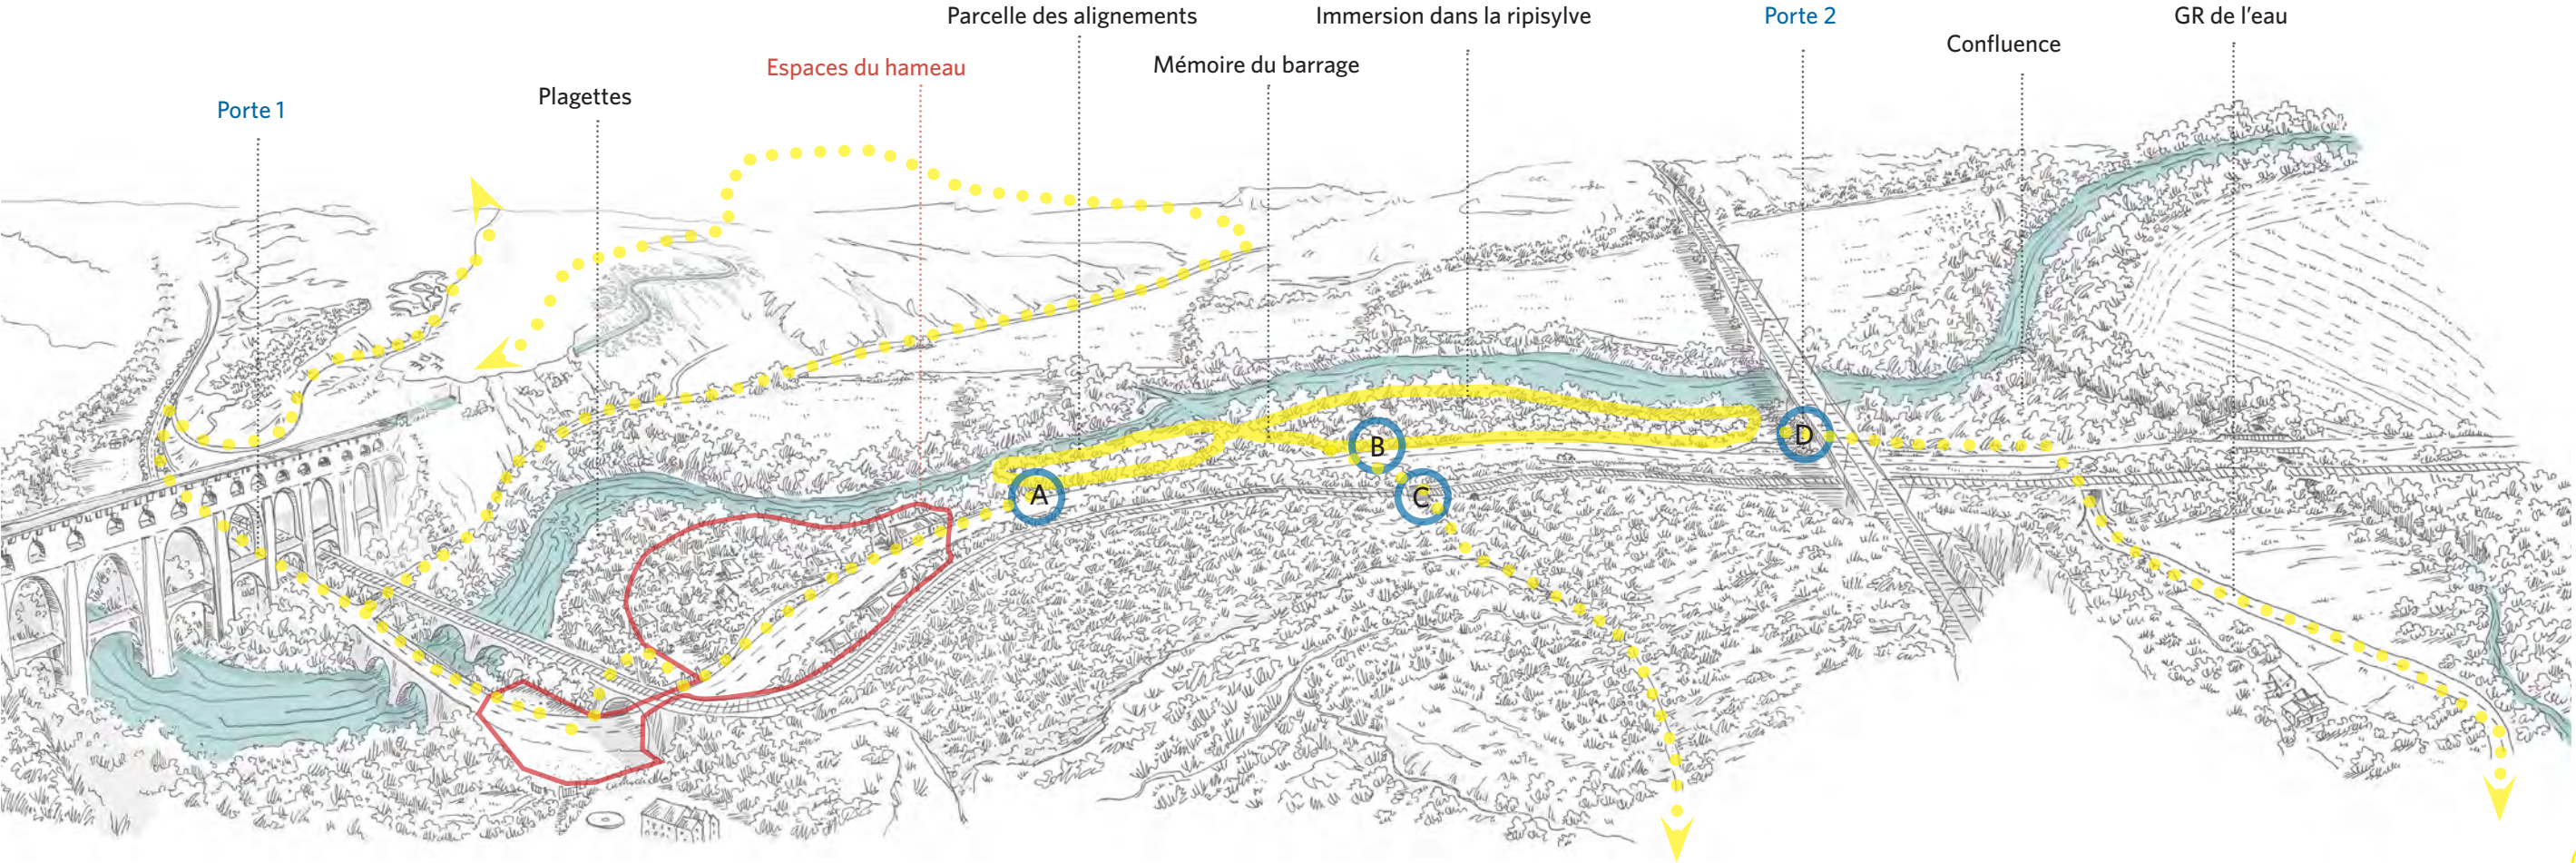 Parcelle des alignements
Immersion dans la ripisylve
Porte 2
GR de l'eau
Confluence
Mémoire du barrage
Espaces du hameau
Plagettes
Porte 1
A
B
C
D